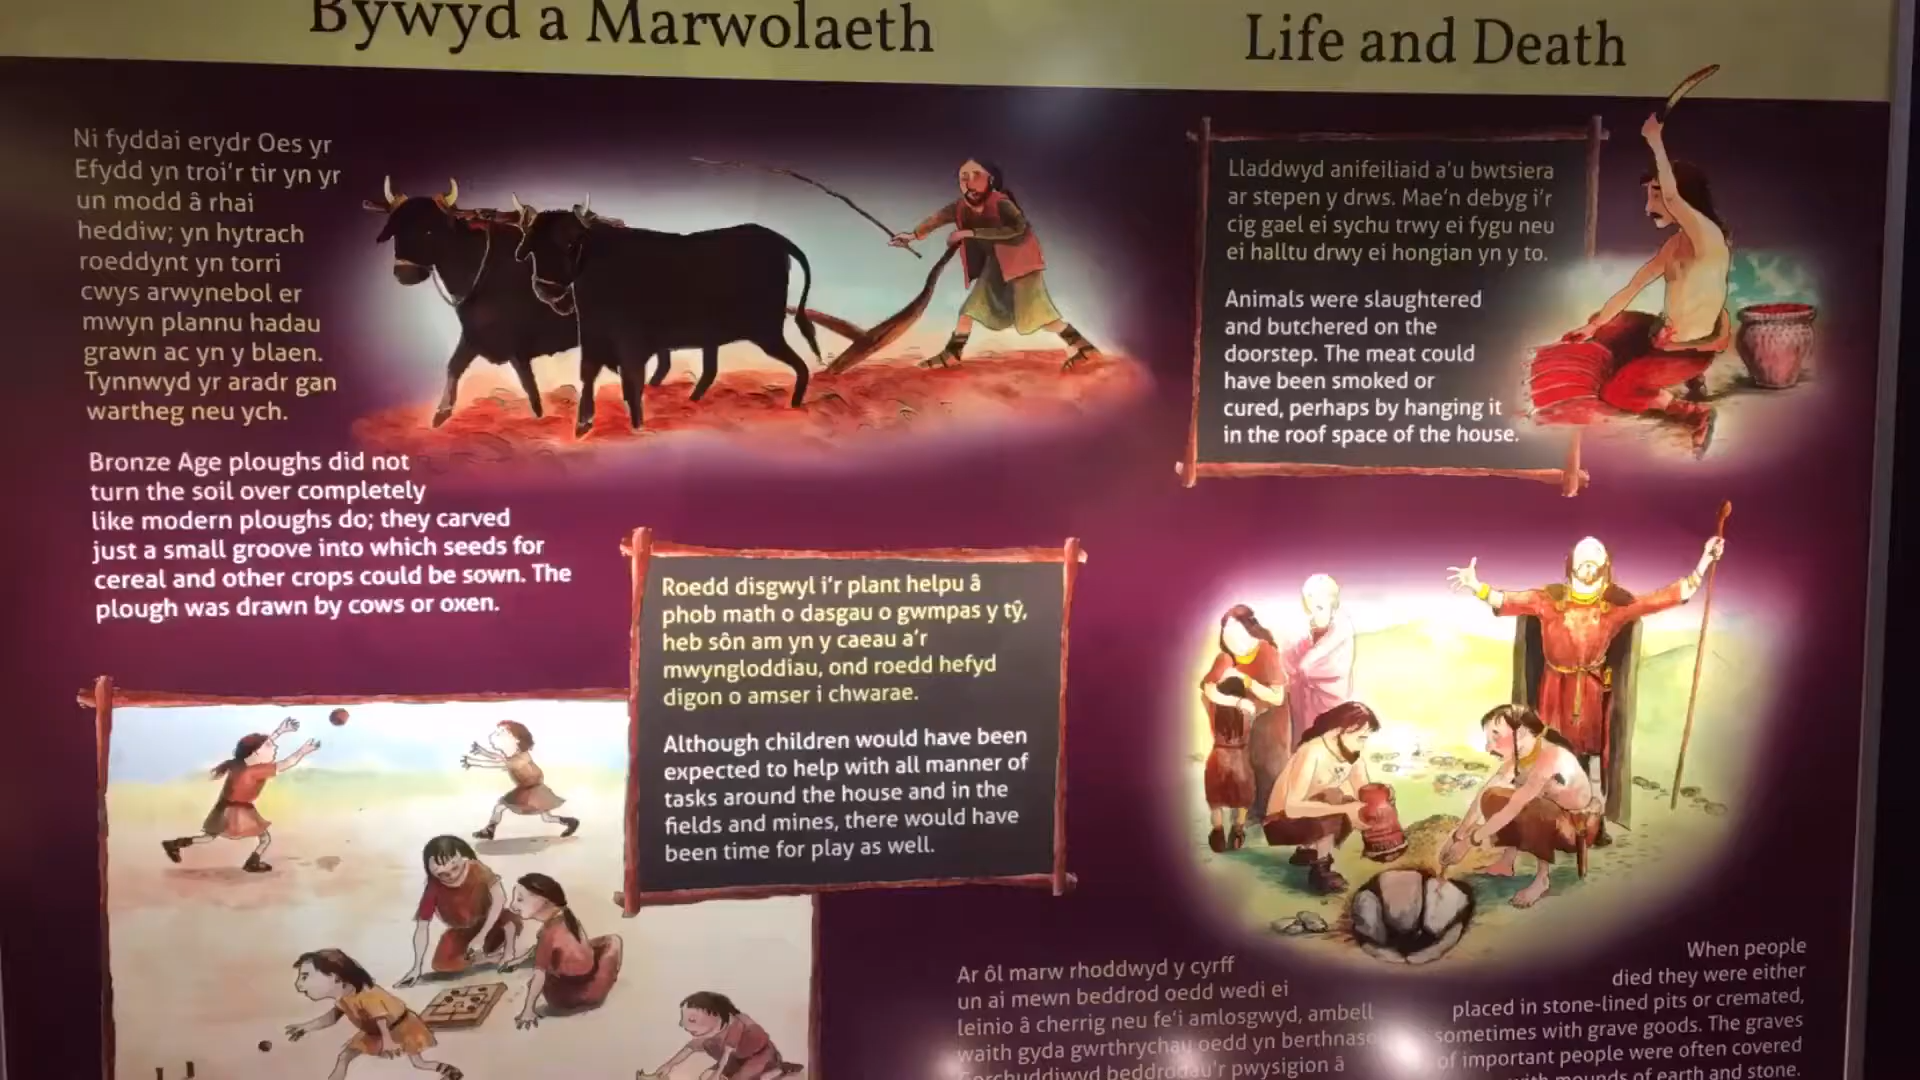 Bywyd a Marwolaeth
Life and Death
Ni fyddai erydr Oes yr
Efydd yn troi'r tir yn yr
un modd â rhai
heddiw; yn hytrach
roeddynt yn torri
cwys arwynebol er
mwyn plannu hadau
grawn ac yn y blaen.
Tynnwyd yr aradr gan
wartheg neu ych.
Bronze Age ploughs did not
turn the soil over completely
like modern ploughs do; they carved
just a small groove into which seeds for
cereal and other crops could be sown. The
plough was drawn by cows or oxen.
Lladdwyd anifeiliaid a'u bwtsiera
ar stepen y drws. Mae'n debyg i'r
cig gael ei sychu trwy ei fygu neu
ei halltu drwy ei hongian yn y to.
Animals were slaughtered
and butchered on the
doorstep. The meat could
have been smoked or
cured, perhaps by hanging it
in the roof space of the house.
Roedd disgwyl i'r plant helpu â
phob math o dasgau o gwmpas y tŷ,
heb sôn am yn y caeau a'r
mwyngloddiau, ond roedd hefyd
digon o amser i chwarae.
Although children would have been
expected to help with all manner of
tasks around the house and in the
fields and mines, there would have
been time for play as well.
Ar ôl marw rhoddwyd y cyrff
un ai mewn beddrod oedd wedi ei
leinio â cherrig neu fe'i amlosgwyd, ambell
waith gyda gwrthrychau oedd yn
beddrodau'r pwysigion â
When people
died they were either
placed in stone-lined pits or cremated,
sometimes with grave goods. The graves
of important people were often covered
with mounds of earth and stone.